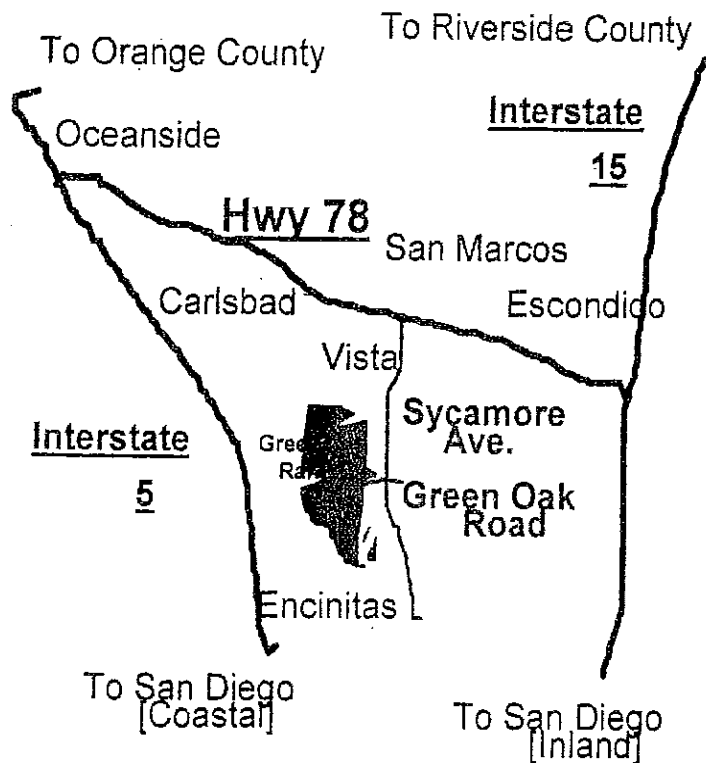 To Riverside County
To Orange County
Interstate
15
Oceanside
Hwy 78
San Marcos
Carlsbad
Escondido
Vista
Sycamore
Ave.
Interstate
5
Green Oak
Road
Encinitas
To San Diego
[Coastal]
To San Diego
[Inland]